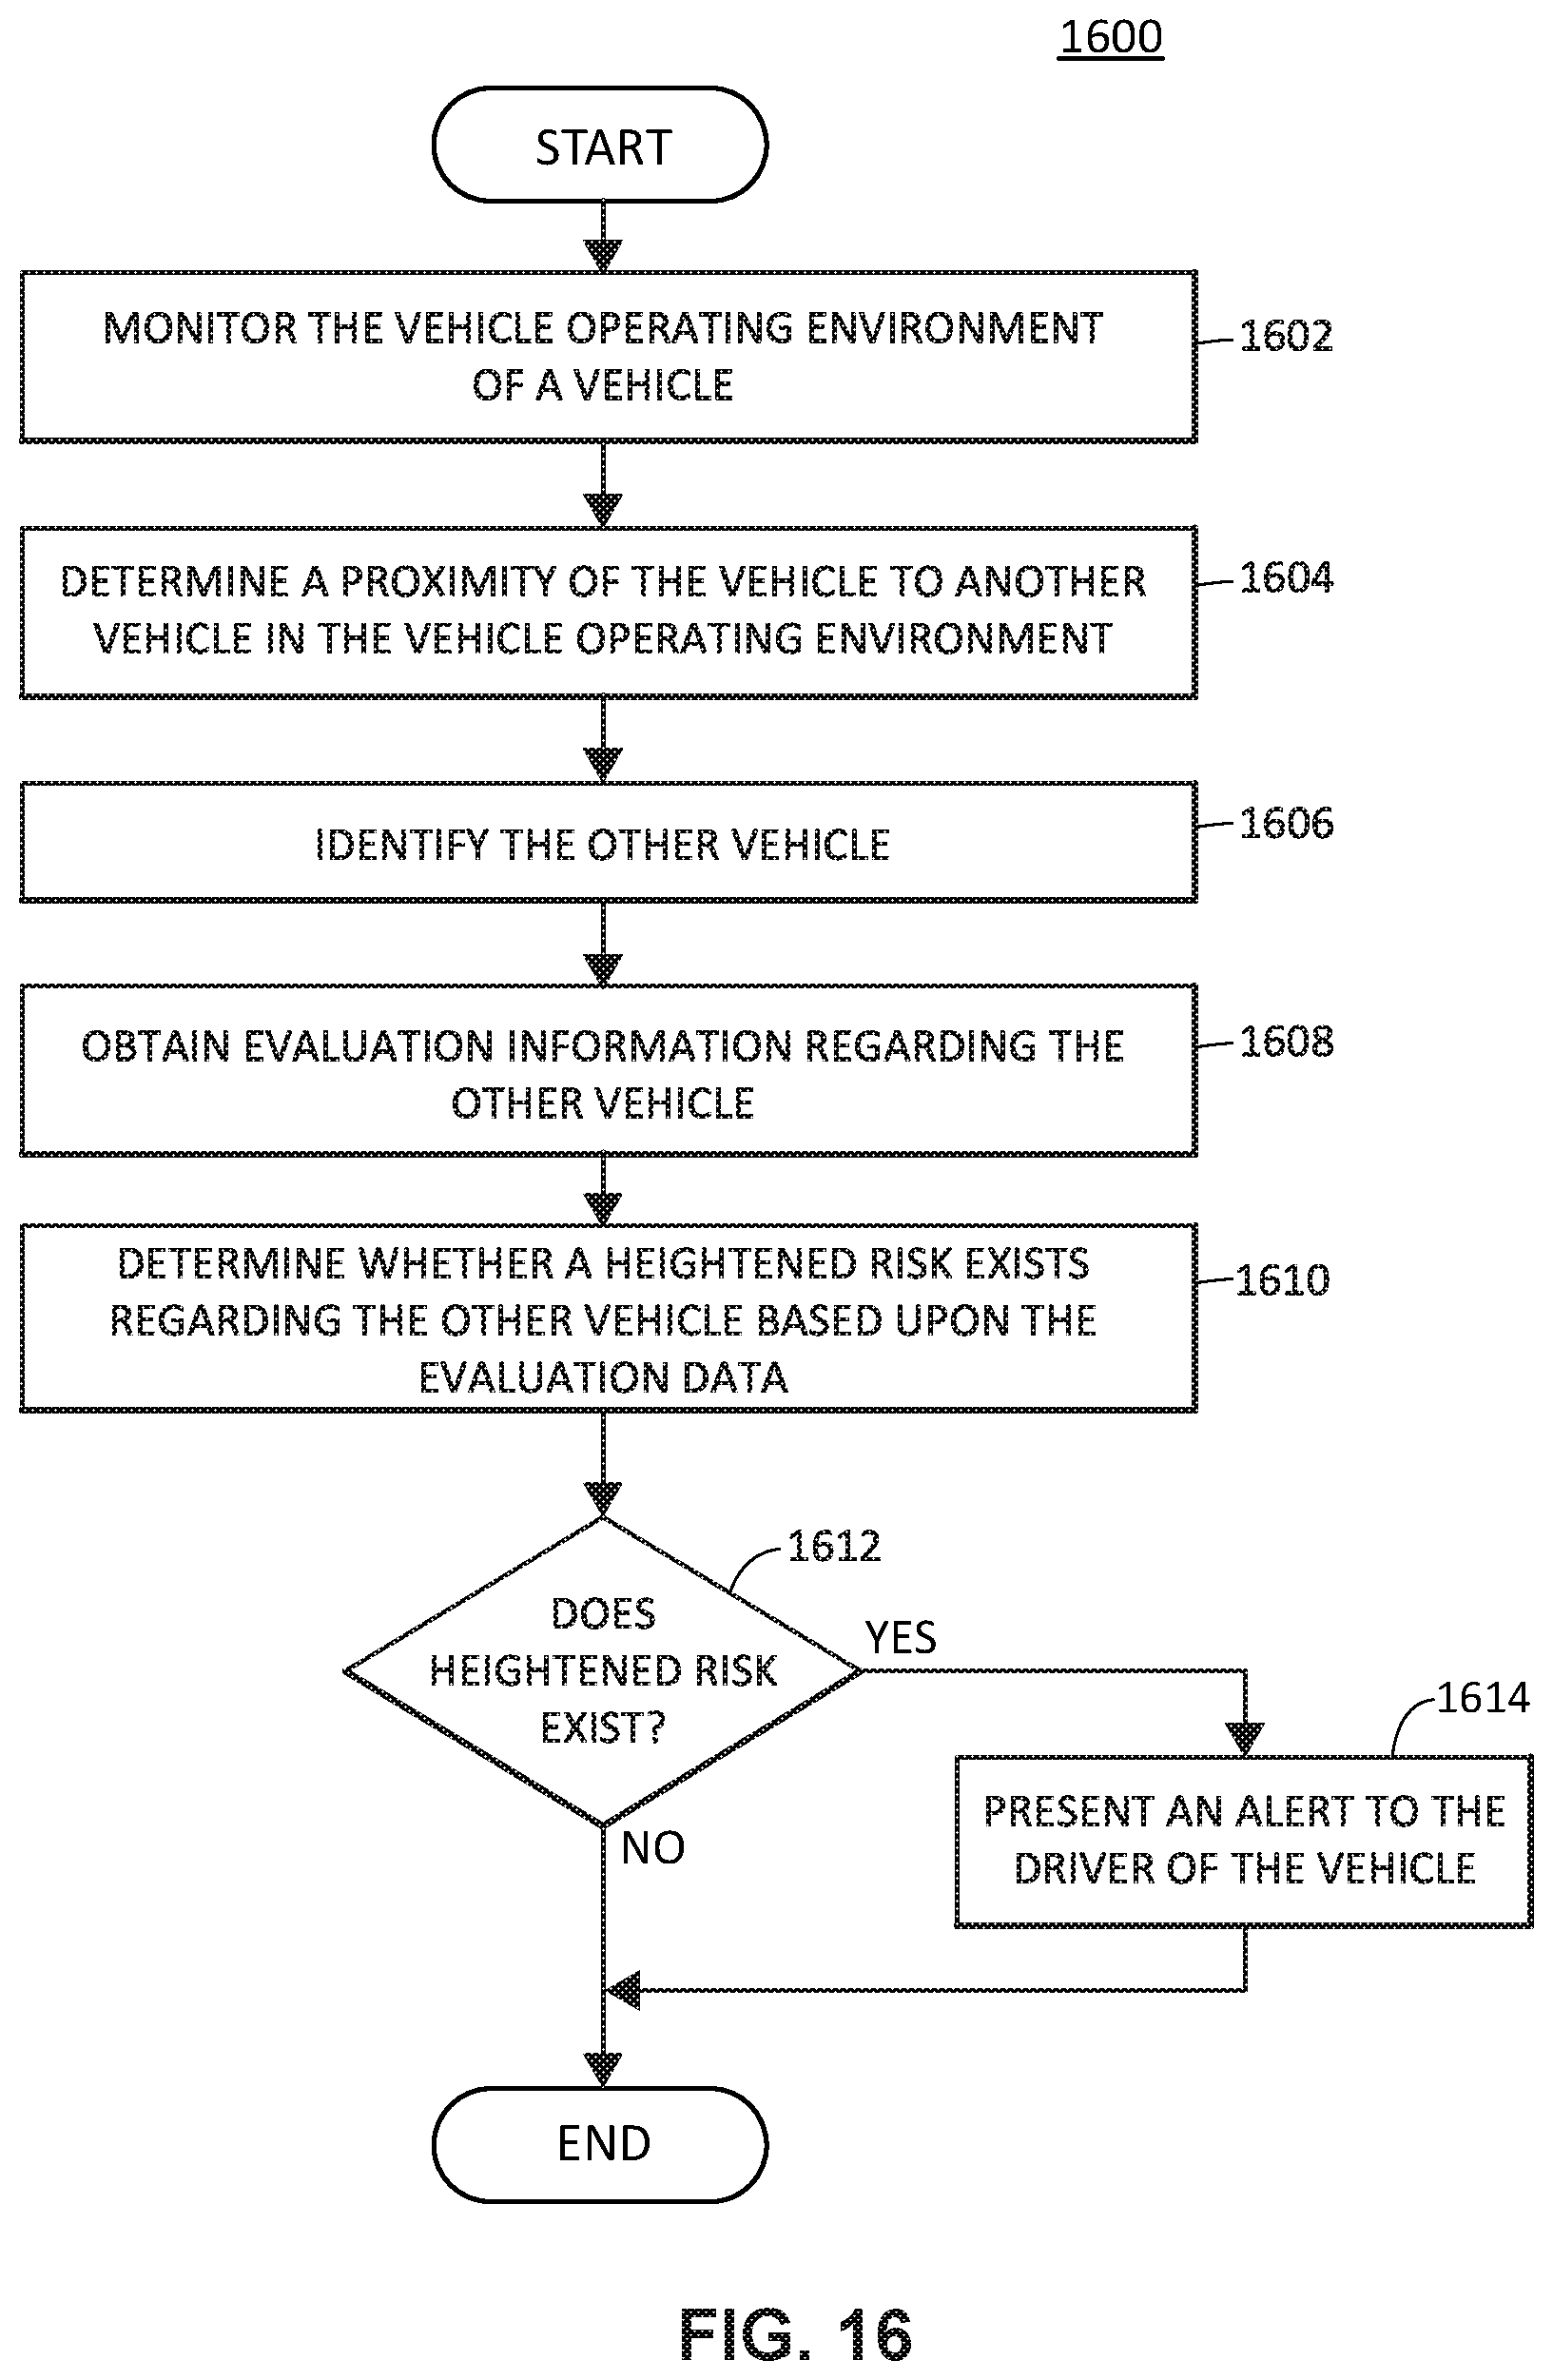 1600
START
MONITOR THE VEHICLE OPERATING ENVIRONMENT
OF A VEHICLE
1602
DETERMINE A PROXIMITY OF THE VEHICLE TO ANOTHER
VEHICLE IN THE VEHICLE OPERATING ENVIRONMENT
1604
IDENTIFY THE OTHER VEHICLE
1606
OBTAIN EVALUATION INFORMATION REGARDING THE
OTHER VEHICLE
1608
DETERMINE WHETHER A HEIGHTENED RISK EXISTS
REGARDING THE OTHER VEHICLE BASED UPON THE
EVALUATION DATA
1610
1612
DOES
HEIGHTENED RISK
EXIST?
YES
1614
PRESENT AN ALERT TO THE
DRIVER OF THE VEHICLE
NO
END
FIG. 16